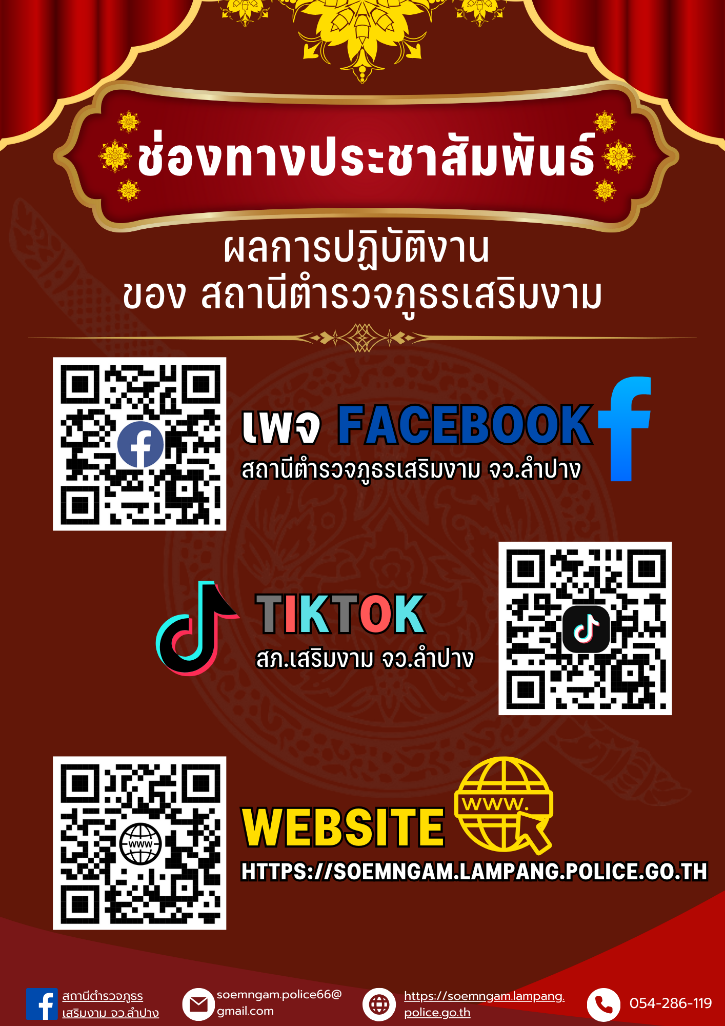 ช่องทางประชาสัมพันธ์
ผลการปฏิบัติงาน
ของ สถานีตำรวจภูธรเสริมงาม
เพจ FACEBOOK
สถานีตำรวจภูธรเสริมงาม จว.ลำปาง
TIKTOK
สภ.เสริมงาม จว.ลำปาง
www
WWW.
WEBSITE
HTTPS://SOEMNGAM.LAMPANG.POLICE.GO.TH
สถานีตำรวจภูธร
เสริมงาม จว.ลำปาง
soemngam.police66@
gmail.com
https://soemngam.lampang.
police.go.th
054-286-119